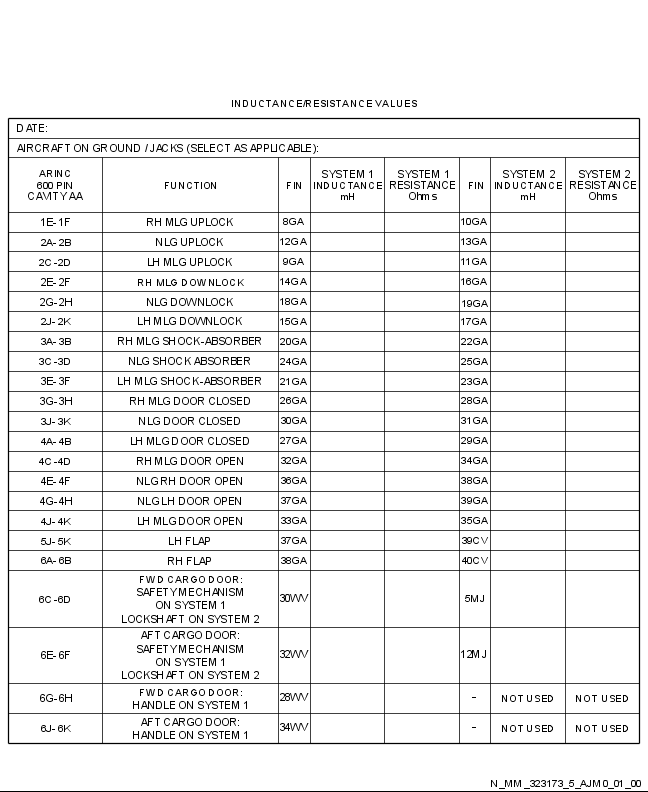 INDUCTANCE/RESISTANCE VALUES
DATE:
AIRCRAFT ON GROUND / JACKS (SELECT AS APPLICABLE):
ARINC 600 PIN CAVITY AA | FUNCTION | FIN | SYSTEM 1 INDUCTANCE mH | SYSTEM 1 RESISTANCE Ohms | FIN | SYSTEM 2 INDUCTANCE mH | SYSTEM 2 RESISTANCE Ohms
1E-1F RH MLG UPLOCK 8GA 10GA
2A-2B NLG UPLOCK 12GA 13GA
2C-2D LH MLG UPLOCK 9GA 11GA
2E-2F RH MLG DOWNLOCK 14GA 16GA
2G-2H NLG DOWNLOCK 18GA 19GA
2J-2K LH MLG DOWNLOCK 15GA 17GA
3A-3B RH MLG SHOCK-ABSORBER 20GA 22GA
3C-3D NLG SHOCK ABSORBER 24GA 25GA
3E-3F LH MLG SHOCK-ABSORBER 21GA 23GA
3G-3H RH MLG DOOR CLOSED 26GA 28GA
3J-3K NLG DOOR CLOSED 30GA 31GA
4A-4B LH MLG DOOR CLOSED 27GA 29GA
4C-4D RH MLG DOOR OPEN 32GA 34GA
4E-4F NLG RH DOOR OPEN 36GA 38GA
4G-4H NLG LH DOOR OPEN 37GA 39GA
4J-4K LH MLG DOOR OPEN 33GA 35GA
5J-5K LH FLAP 37GA 39CV
6A-6B RH FLAP 38GA 40CV
6C-6D FWD CARGO DOOR: SAFETY MECHANISM ON SYSTEM 1 LOCKSHAFT ON SYSTEM 2 30WV 5MJ
6E-6F AFT CARGO DOOR: SAFETY MECHANISM ON SYSTEM 1 LOCKSHAFT ON SYSTEM 2 32WV 12MJ
6G-6H FWD CARGO DOOR: HANDLE ON SYSTEM 1 28WV - NOT USED NOT USED
6J-6K AFT CARGO DOOR: HANDLE ON SYSTEM 1 34WV - NOT USED NOT USED
N_MM_323173_5_AJM0_01_00